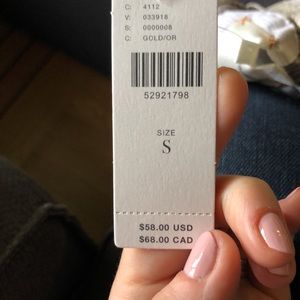 C: 4112
V: 033918
S: 0000008
C: GOLD/OR
52921798
SIZE
S
$58.00 USD
$68.00 CAD